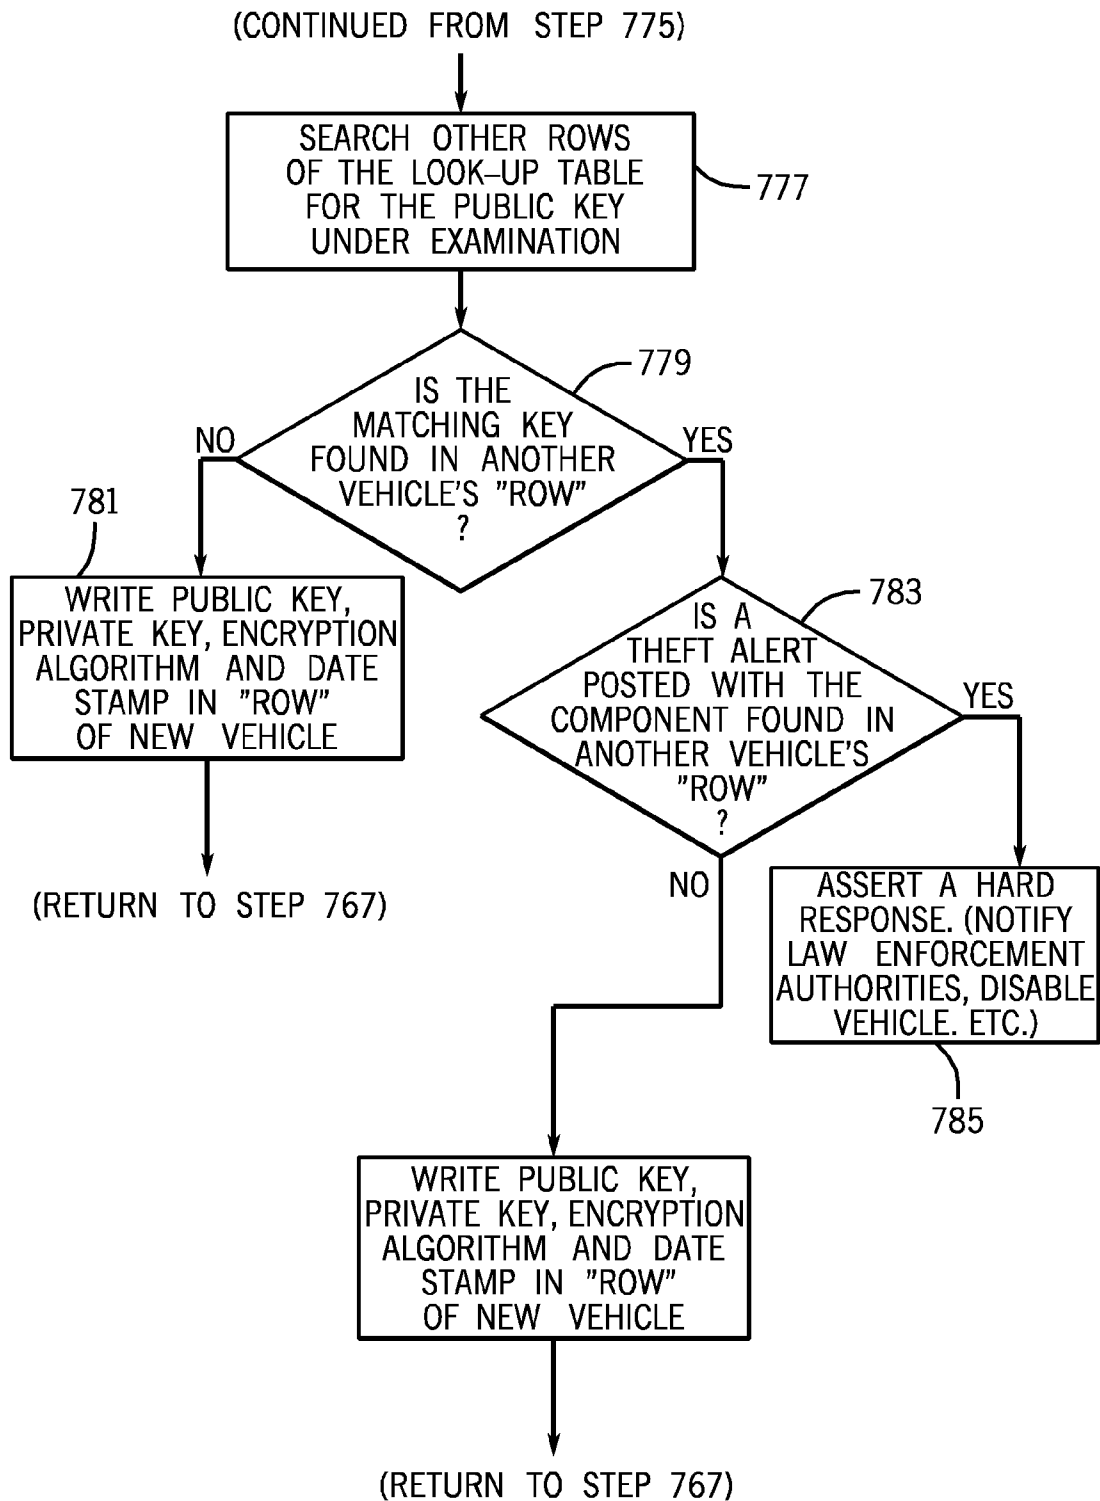 (CONTINUED FROM STEP 775)
SEARCH OTHER ROWS
OF THE LOOK-UP TABLE
FOR THE PUBLIC KEY
UNDER EXAMINATION
777
779
IS THE
MATCHING KEY
FOUND IN ANOTHER
VEHICLE'S "ROW"
?
NO
YES
781
WRITE PUBLIC KEY,
PRIVATE KEY, ENCRYPTION
ALGORITHM AND DATE
STAMP IN "ROW"
OF NEW VEHICLE
(RETURN TO STEP 767)
783
IS A
THEFT ALERT
POSTED WITH THE
COMPONENT FOUND IN
ANOTHER VEHICLE'S
"ROW"
?
YES
NO
ASSERT A HARD
RESPONSE. (NOTIFY
LAW ENFORCEMENT
AUTHORITIES, DISABLE
VEHICLE. ETC.)
785
WRITE PUBLIC KEY,
PRIVATE KEY, ENCRYPTION
ALGORITHM AND DATE
STAMP IN "ROW"
OF NEW VEHICLE
(RETURN TO STEP 767)